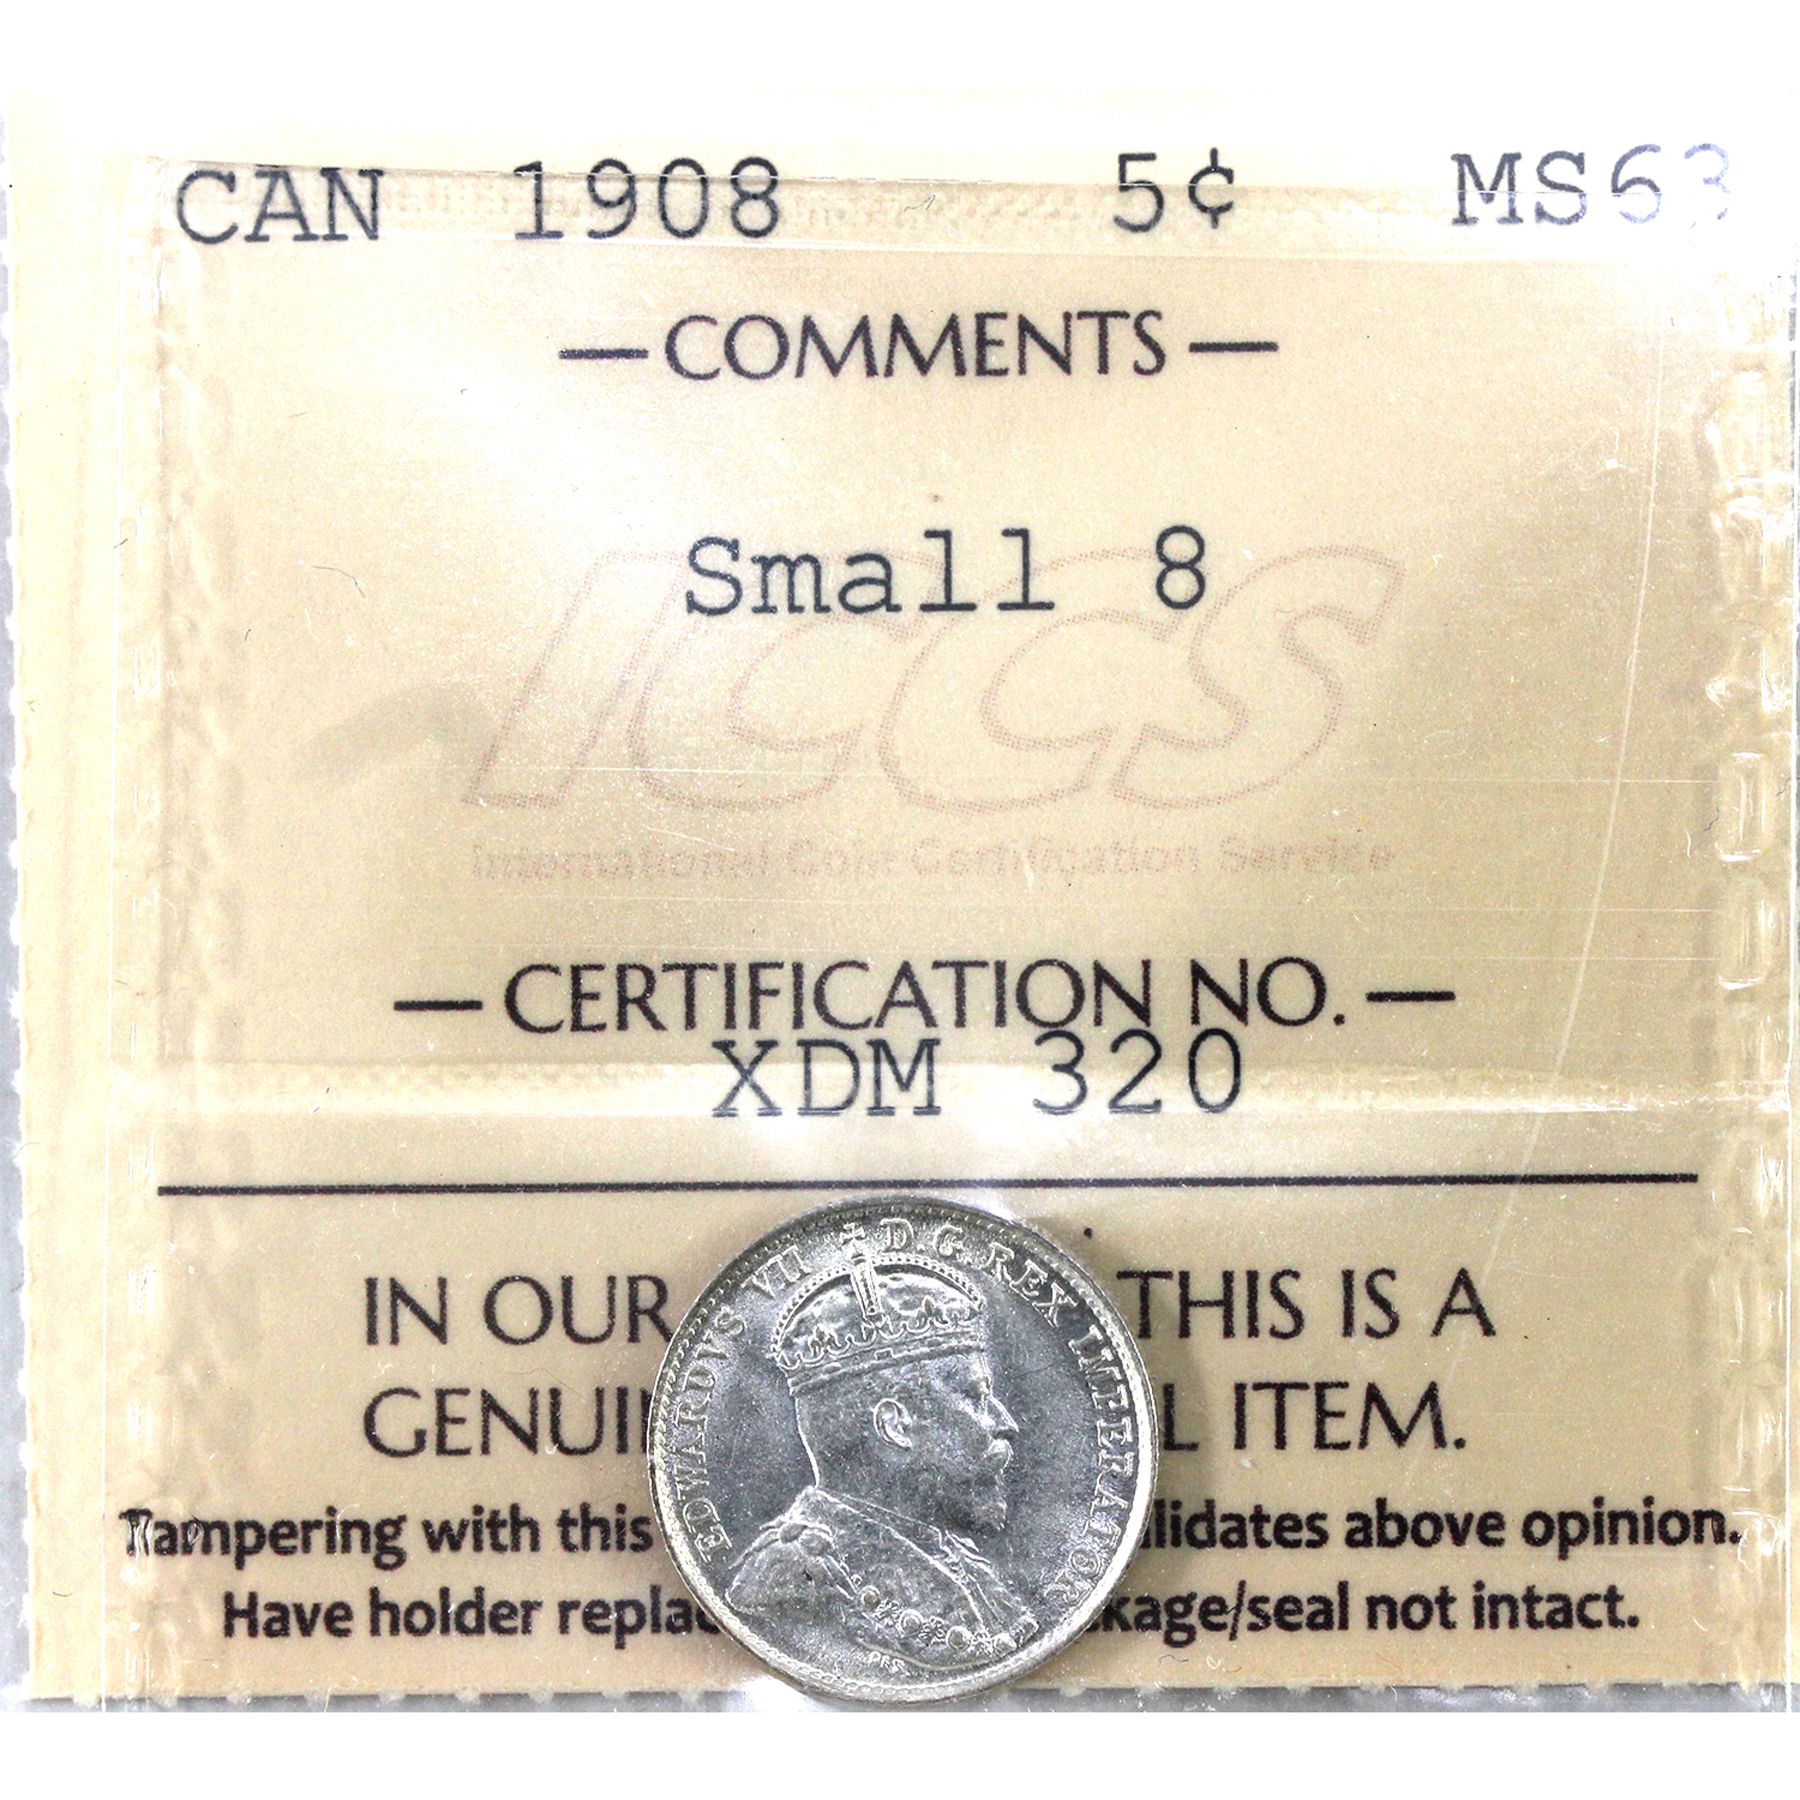 CAN 1908 5¢ MS63
— COMMENTS —
Small 8
ICCS
International Coin Certification Service
— CERTIFICATION NO. —
XDM 320
IN OUR THIS IS A
GENUI L ITEM.
Tampering with this lidates above opinion.
Have holder replac kage/seal not intact.
EDWARDVS VII D.G. REX IMPERATOR
DES.